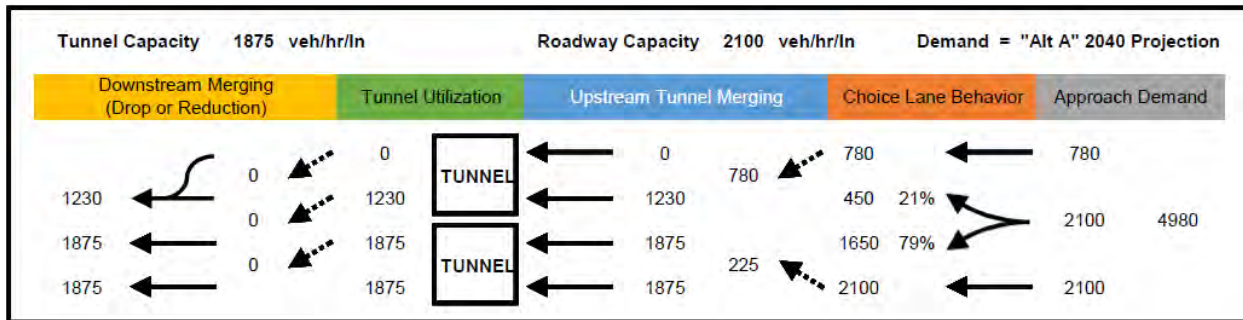 Tunnel Capacity 1875 veh/hr/ln Roadway Capacity 2100 veh/hr/ln Demand = "Alt A" 2040 Projection
Downstream Merging
(Drop or Reduction)
Tunnel Utilization
Upstream Tunnel Merging
Choice Lane Behavior
Approach Demand
0 TUNNEL 0 780 780
0 780
1230 1230 1230 450 21%
0 2100 4980
1875 1875 TUNNEL 1875 1650 79%
0 225
1875 1875 1875 2100 2100